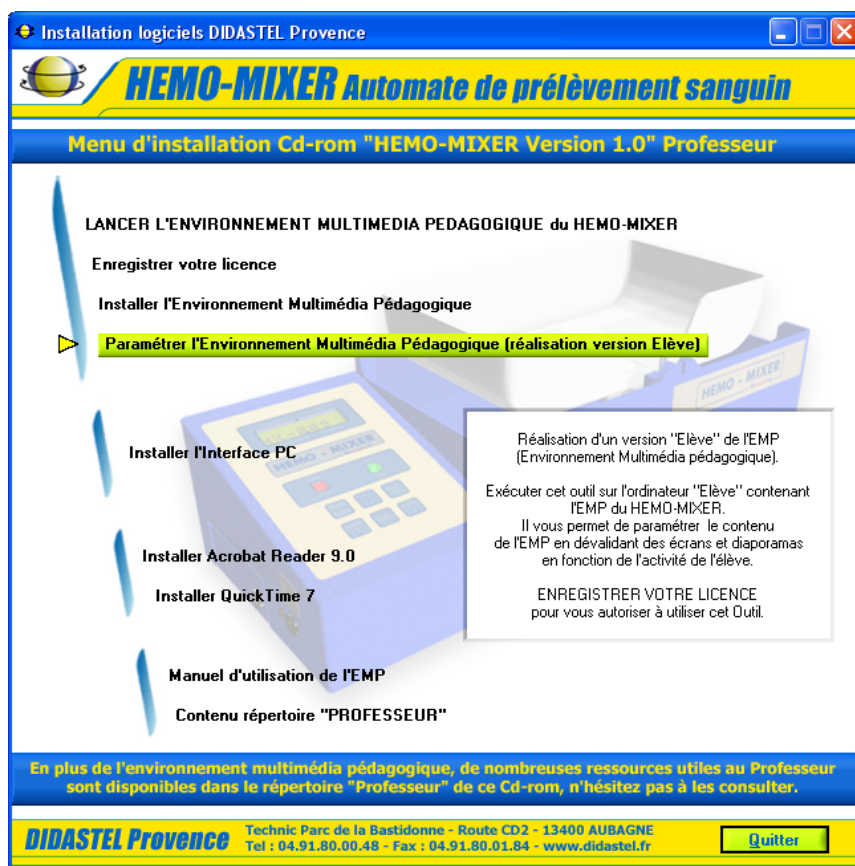 Installation logiciels DIDASTEL Provence
HEMO-MIXER Automate de prélèvement sanguin
Menu d'installation Cd-rom "HEMO-MIXER Version 1.0" Professeur
LANCER L'ENVIRONNEMENT MULTIMEDIA PEDAGOGIQUE du HEMO-MIXER
Enregistrer votre licence
Installer l'Environnement Multimédia Pédagogique
Paramétrer l'Environnement Multimédia Pédagogique (réalisation version Elève)
HEMO - MIXER
Installer l'Interface PC
HEMO - MIXER
Réalisation d'un version "Elève" de l'EMP
(Environnement Multimédia pédagogique).
Exécuter cet outil sur l'ordinateur "Elève" contenant
l'EMP du HEMO-MIXER.
Il vous permet de paramétrer le contenu
de l'EMP en dévalidant des écrans et diaporamas
en fonction de l'activité de l'élève.
ENREGISTRER VOTRE LICENCE
pour vous autoriser à utiliser cet Outil.
Installer Acrobat Reader 9.0
Installer QuickTime 7
Manuel d'utilisation de l'EMP
Contenu répertoire "PROFESSEUR"
En plus de l'environnement multimédia pédagogique, de nombreuses ressources utiles au Professeur
sont disponibles dans le répertoire "Professeur" de ce Cd-rom, n'hésitez pas à les consulter.
DIDASTEL Provence
Technic Parc de la Bastidonne - Route CD2 - 13400 AUBAGNE
Tel : 04.91.80.00.48 - Fax : 04.91.80.01.84 - www.didastel.fr
Quitter